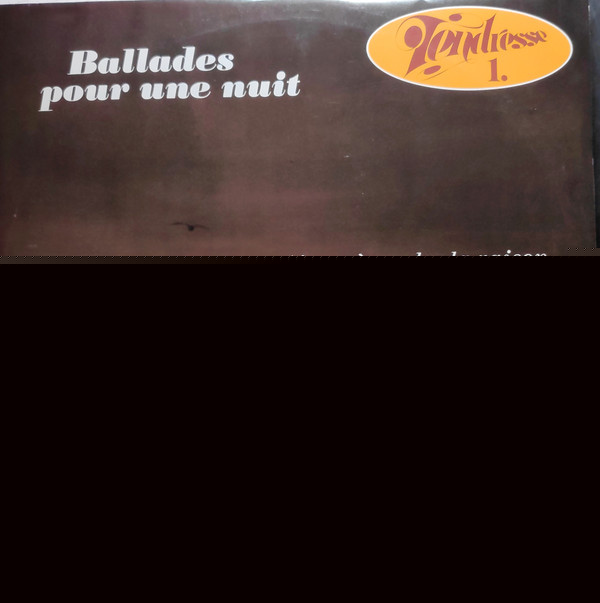 Ballades
pour une nuit
Tendresse
1.